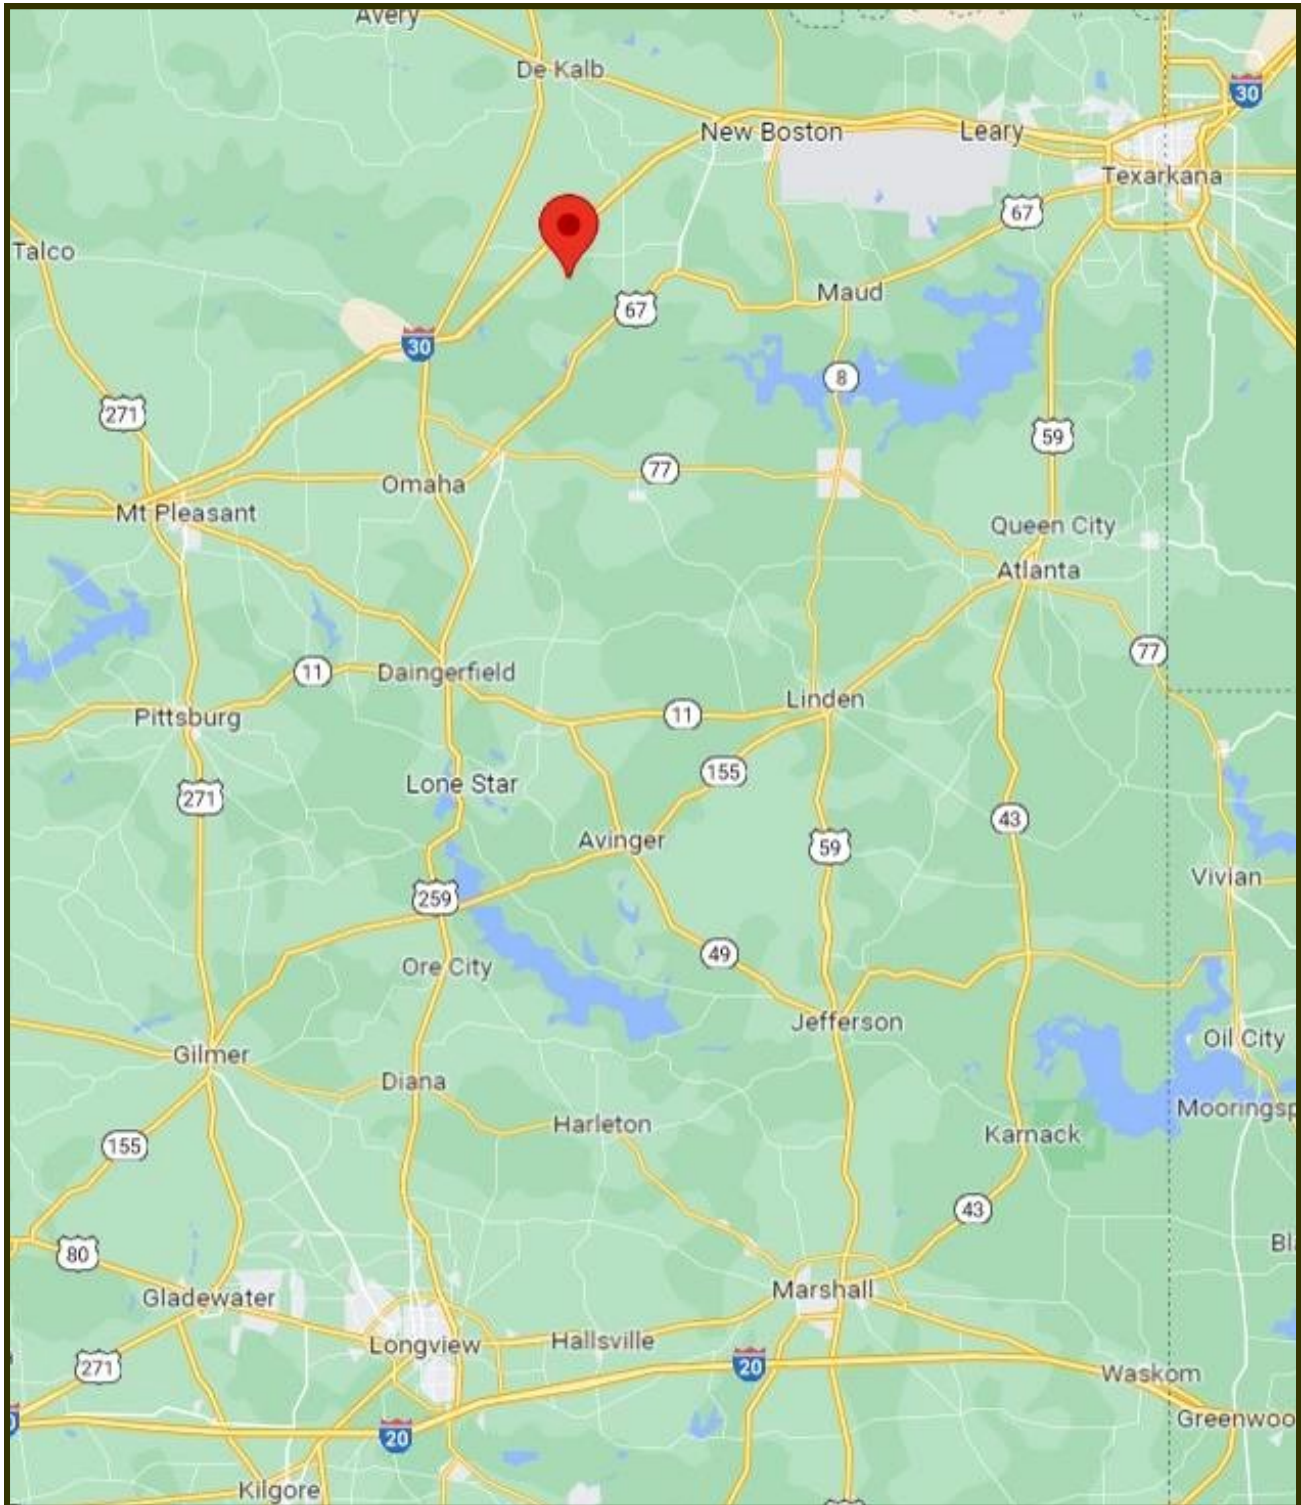 Avery
De Kalb
30
New Boston
Leary
Texarkana
67
Talco
67
Maud
30
8
271
59
77
Omaha
Mt Pleasant
Queen City
Atlanta
77
11
Daingerfield
Linden
11
Pittsburg
155
Lone Star
271
43
Avinger
59
Vivian
259
49
Ore City
Jefferson
Oil City
Gilmer
Diana
Mooringsp
Harleton
Karnack
155
43
Bl
80
Marshall
Gladewater
Hallsville
Longview
20
271
Waskom
Greenwoo
20
Kilgore